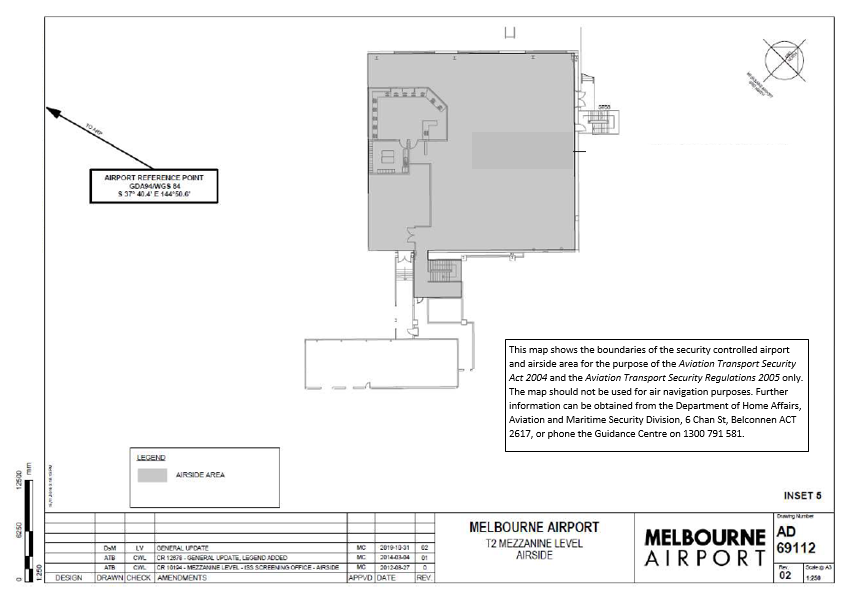 TO ARP
AIRPORT REFERENCE POINT
GDA94/WGS 84
S 37° 40.4' E 144°50.6'
This map shows the boundaries of the security controlled airport
and airside area for the purpose of the Aviation Transport Security
Act 2004 and the Aviation Transport Security Regulations 2005 only.
The map should not be used for air navigation purposes. Further
information can be obtained from the Department of Home Affairs,
Aviation and Maritime Security Division, 6 Chan St, Belconnen ACT
2617, or phone the Guidance Centre on 1300 791 581.
LEGEND
AIRSIDE AREA
INSET 5
mm
12500
6250
0
1:250
DaM LV GENERAL UPDATE MC 2019-10-31 02
ATB CWL CR 12878 - GENERAL UPDATE, LEGEND ADDED MC 2014-03-04 01
ATB CWL CR 10194 - MEZZANINE LEVEL - ISS SCREENING OFFICE - AIRSIDE MC 2012-08-27 0
DESIGN DRAWN CHECK AMENDMENTS APPVD DATE REV.
MELBOURNE AIRPORT
T2 MEZZANINE LEVEL
AIRSIDE
MELBOURNE
AIRPORT
Drawing Number
AD
69112
Rev
02
Scale @ A3
1:250